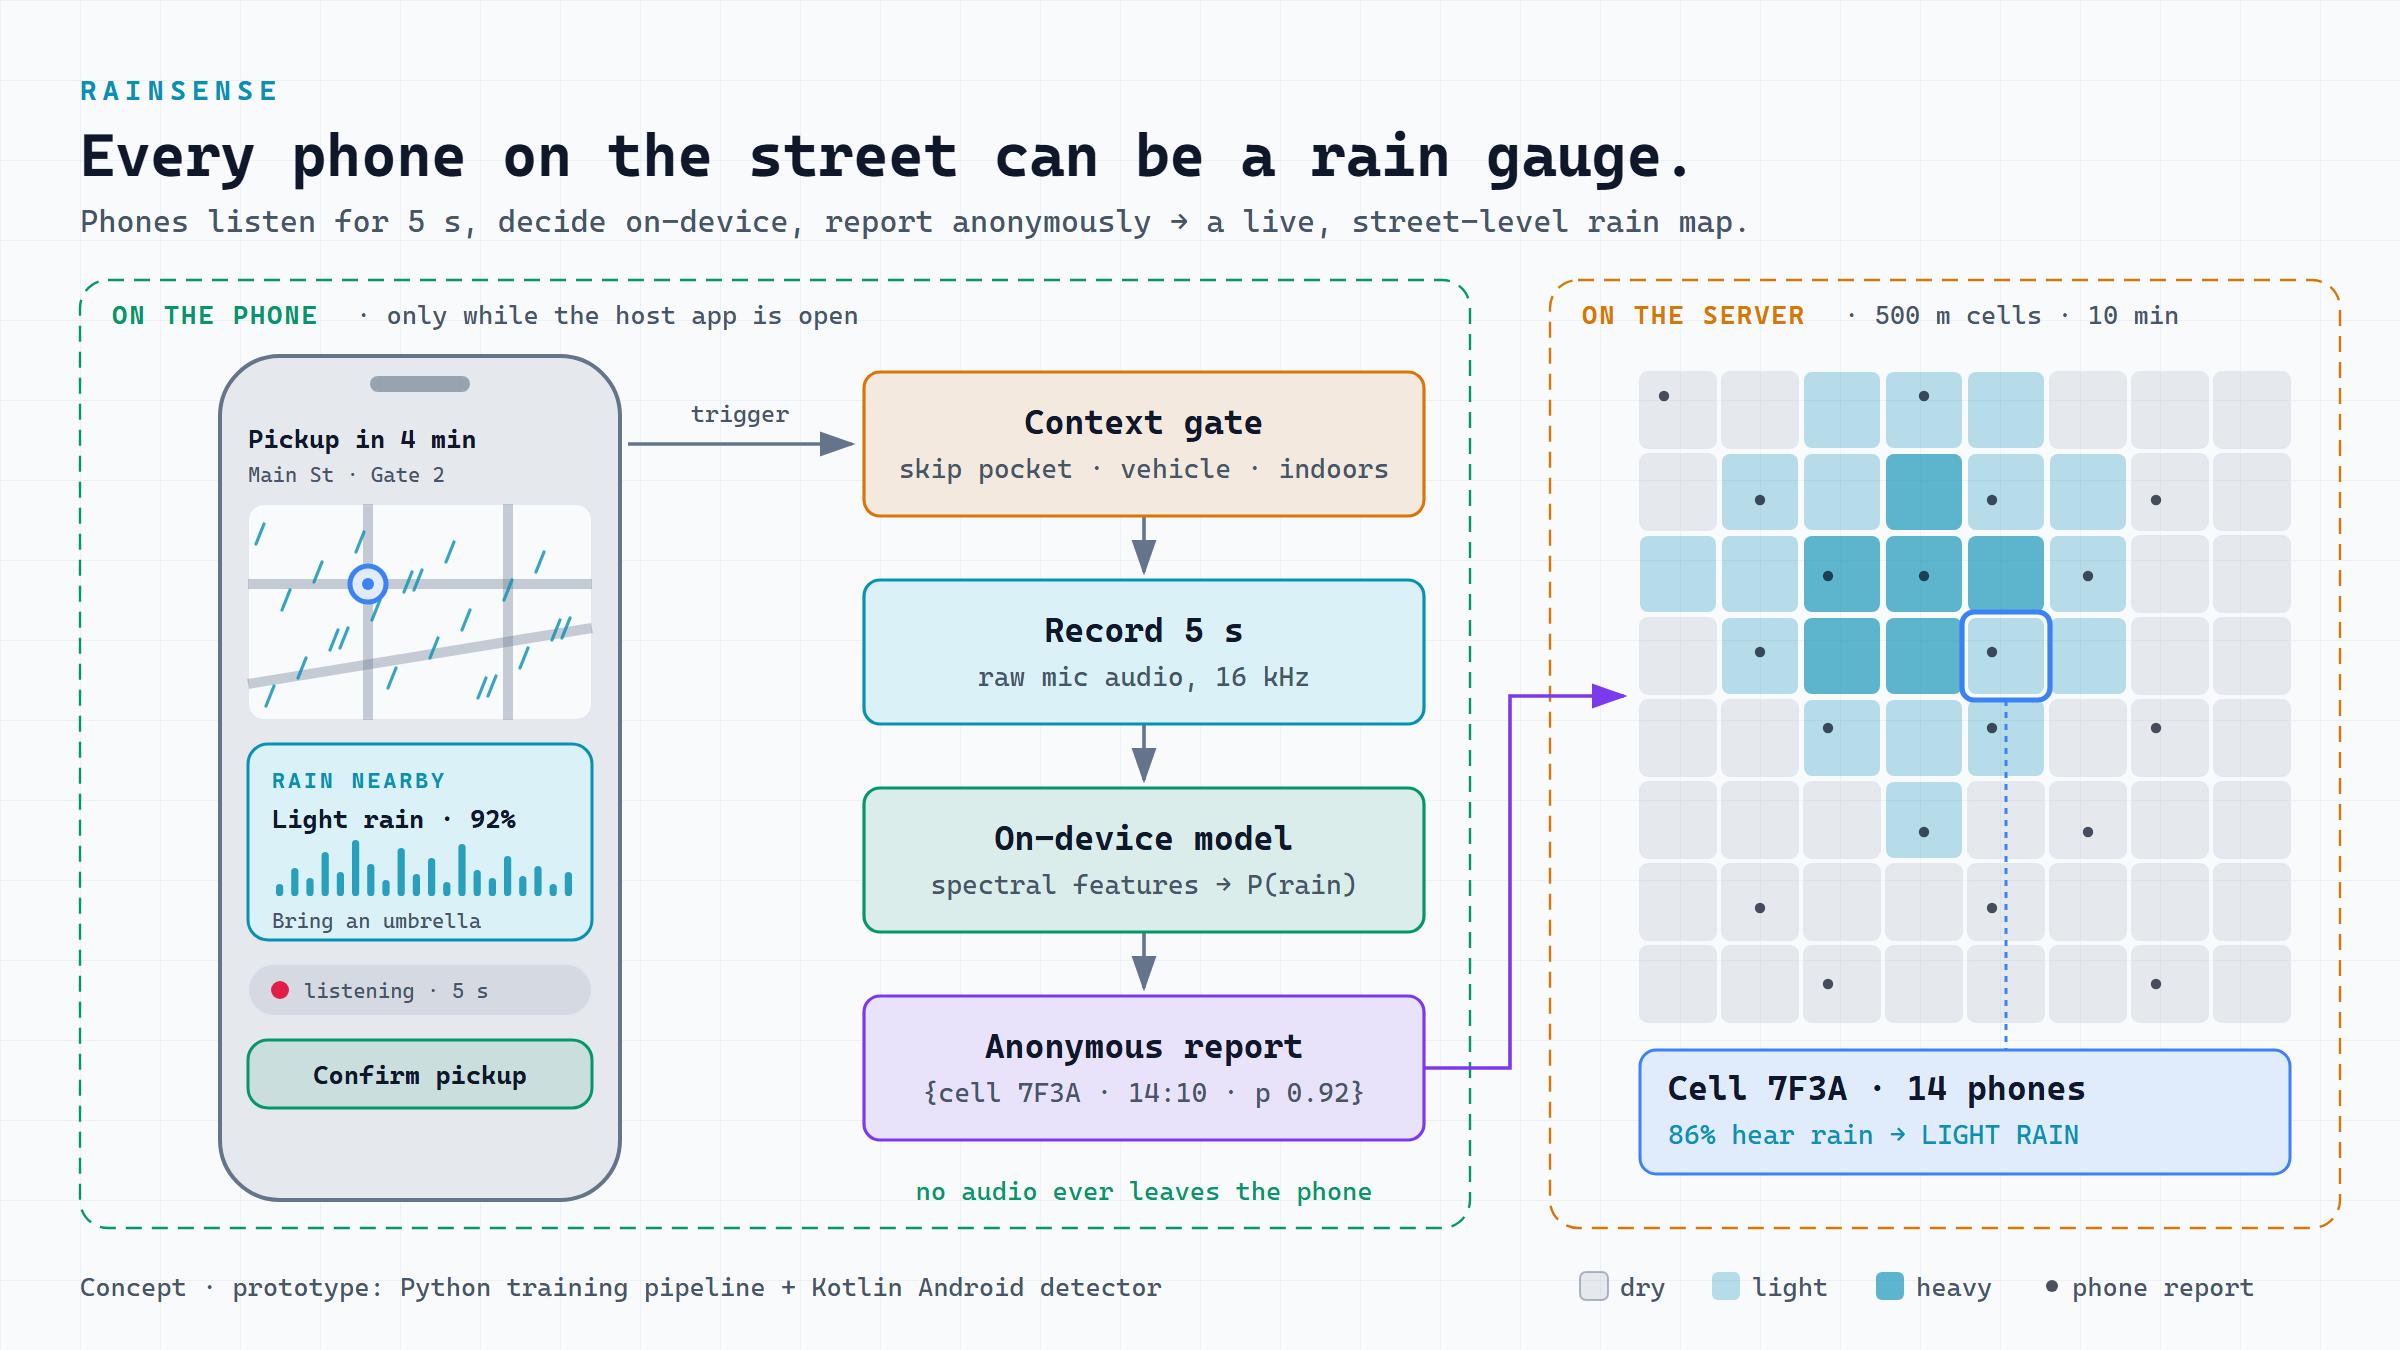 RAINSENSE
Every phone on the street can be a rain gauge.
Phones listen for 5 s, decide on-device, report anonymously → a live, street-level rain map.
ON THE PHONE · only while the host app is open
Pickup in 4 min
Main St · Gate 2
RAIN NEARBY
Light rain · 92%
Bring an umbrella
listening · 5 s
Confirm pickup
trigger
Context gate
skip pocket · vehicle · indoors
Record 5 s
raw mic audio, 16 kHz
On-device model
spectral features → P(rain)
Anonymous report
{cell 7F3A · 14:10 · p 0.92}
no audio ever leaves the phone
ON THE SERVER · 500 m cells · 10 min
Cell 7F3A · 14 phones
86% hear rain → LIGHT RAIN
Concept · prototype: Python training pipeline + Kotlin Android detector
dry light heavy phone report